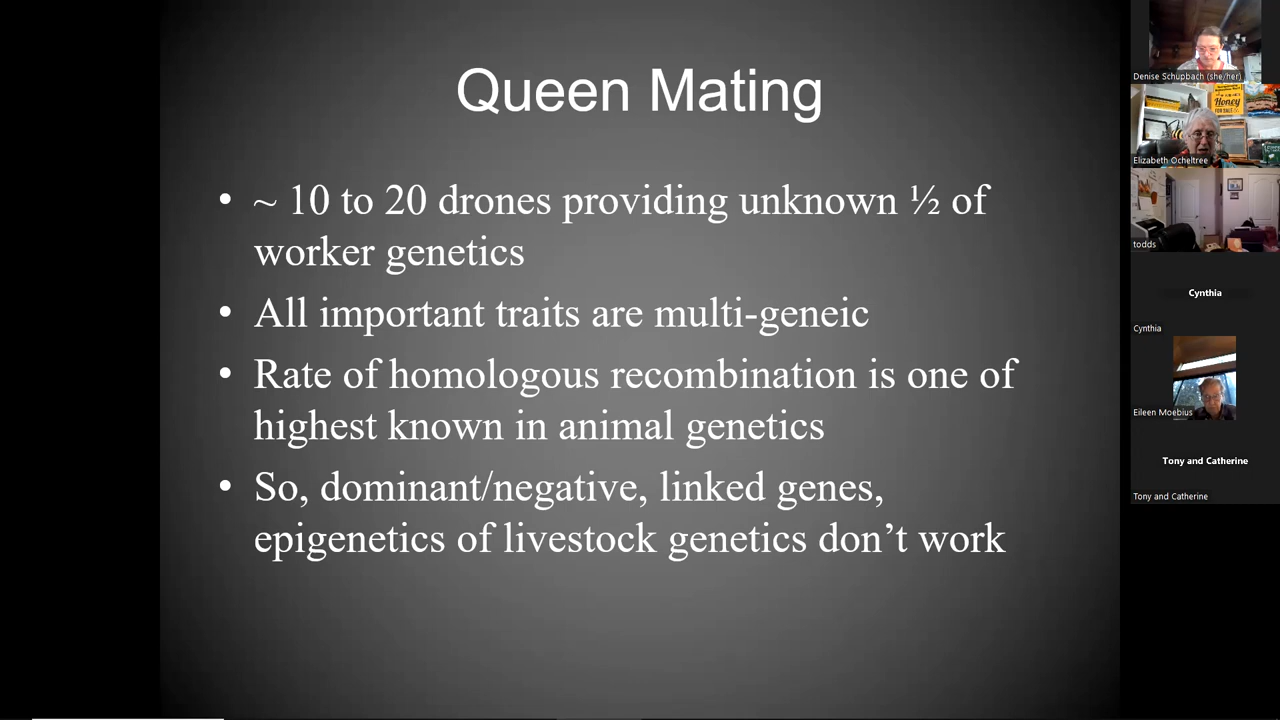 Queen Mating
• ~ 10 to 20 drones providing unknown ½ of
worker genetics
• All important traits are multi-geneic
• Rate of homologous recombination is one of
highest known in animal genetics
• So, dominant/negative, linked genes,
epigenetics of livestock genetics don’t work
Denise Schupbach (she/her)
Honey
FOR SALE
Elizabeth Ocheltree
todds
Cynthia
Cynthia
Eileen Moebius
Tony and Catherine
Tony and Catherine